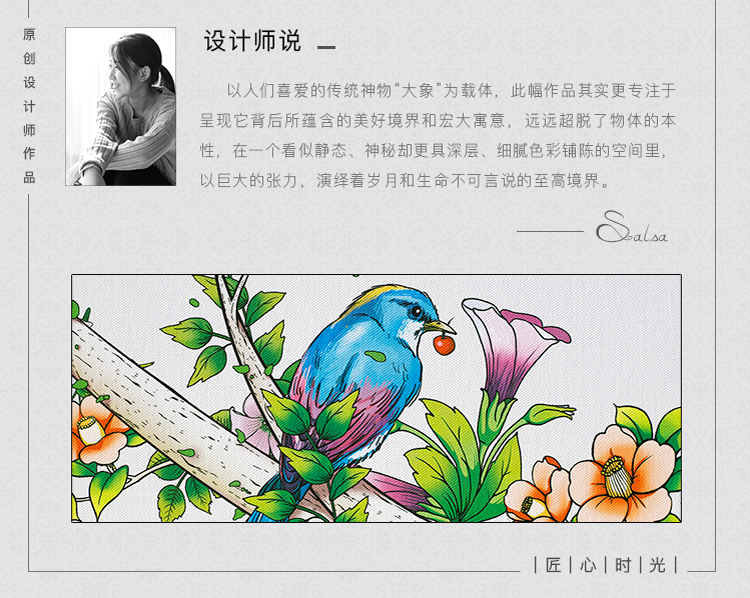 原创设计师作品
设计师说
以人们喜爱的传统神物“大象”为载体，此幅作品其实更专注于
呈现它背后所蕴含的美好境界和宏大寓意，远远超脱了物体的本
性，在一个看似静态、神秘却更具深层、细腻色彩铺陈的空间里，
以巨大的张力，演绎着岁月和生命不可言说的至高境界。
Salsa
|匠|心|时|光|